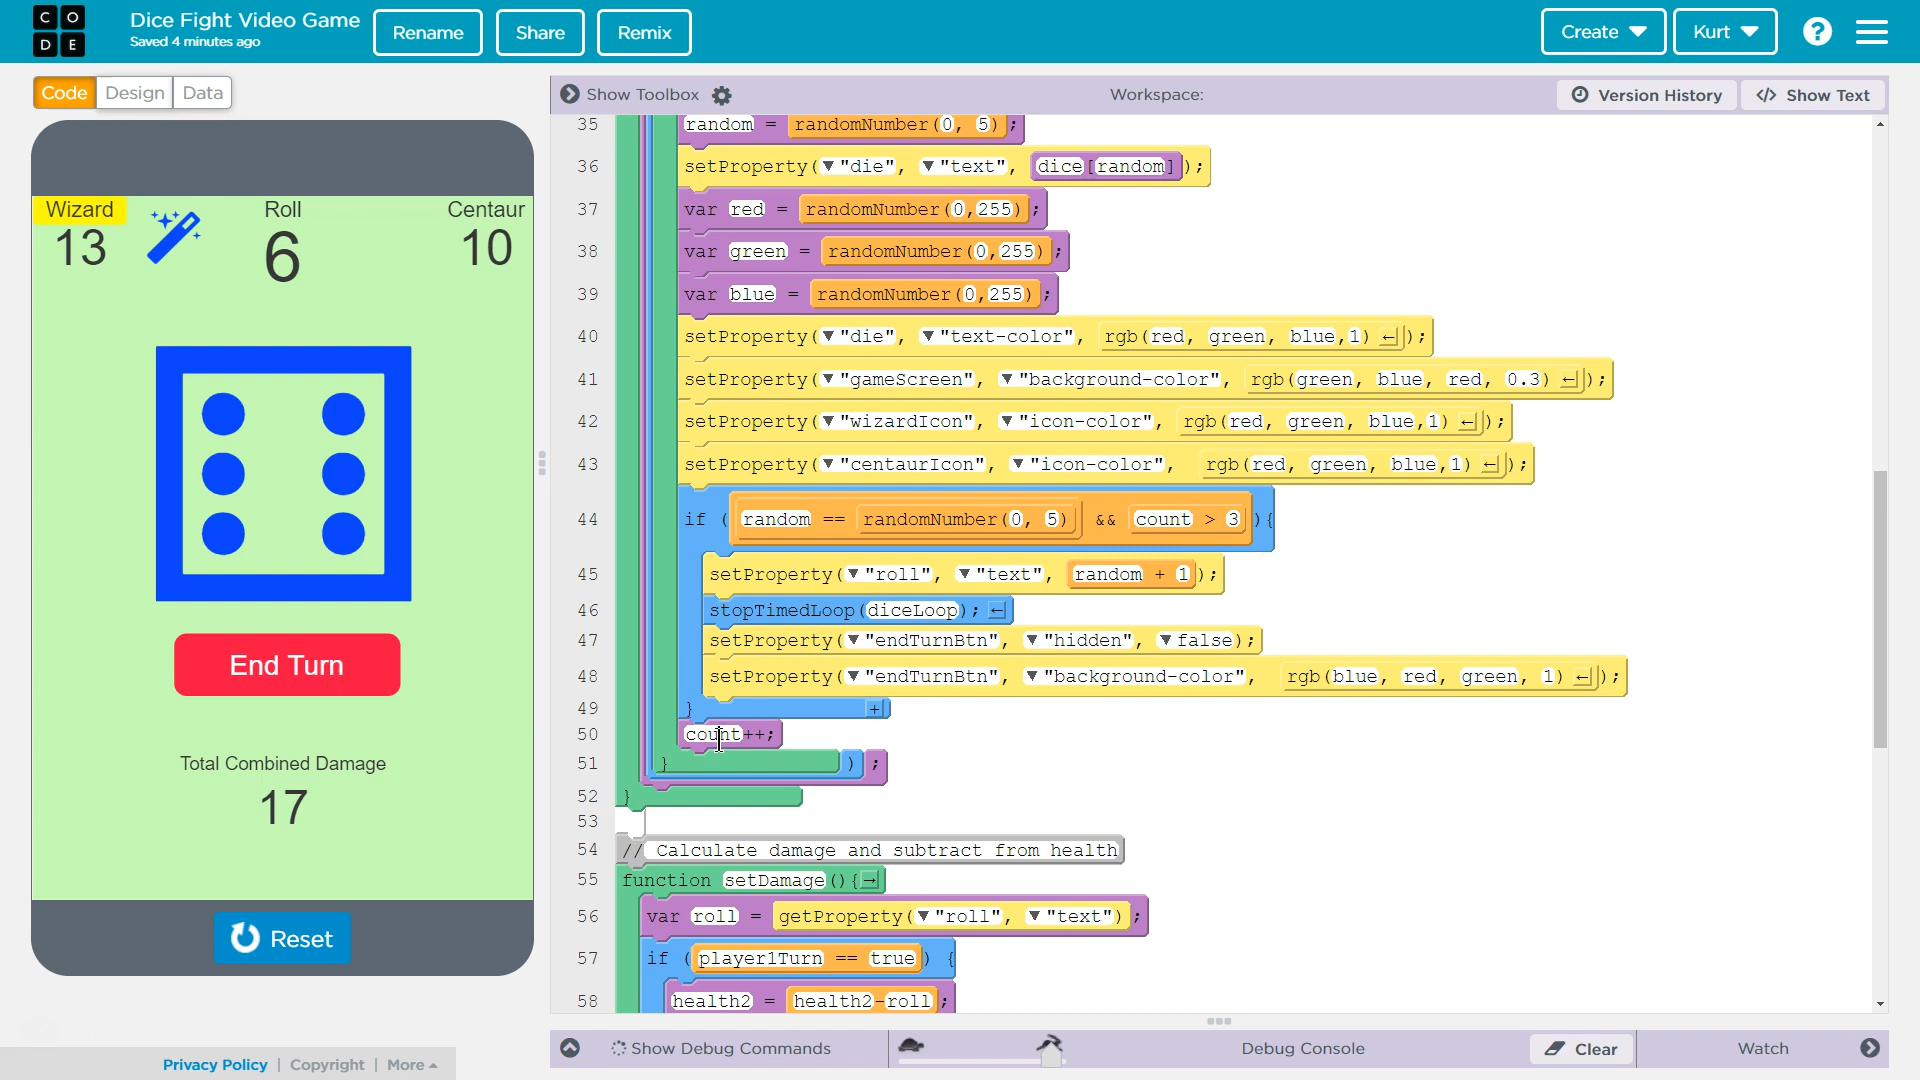 C O
D E
Dice Fight Video Game
Saved 4 minutes ago
Rename
Share
Remix
Create
Kurt
?
Code
Design
Data
Show Toolbox
Workspace:
Version History
</> Show Text
Wizard
13
Roll
6
Centaur
10
End Turn
Total Combined Damage
17
Reset
35 random = randomNumber(0, 5);
36 setProperty(▼"die", ▼"text", dice[random]);
37 var red = randomNumber(0,255);
38 var green = randomNumber(0,255);
39 var blue = randomNumber(0,255);
40 setProperty(▼"die", ▼"text-color", rgb(red, green, blue,1) ←);
41 setProperty(▼"gameScreen", ▼"background-color", rgb(green, blue, red, 0.3) ←);
42 setProperty(▼"wizardIcon", ▼"icon-color", rgb(red, green, blue,1) ←);
43 setProperty(▼"centaurIcon", ▼"icon-color", rgb(red, green, blue,1) ←);
44 if (random == randomNumber(0, 5) && count > 3){
45 setProperty(▼"roll", ▼"text", random + 1);
46 stopTimedLoop(diceLoop); ←
47 setProperty(▼"endTurnBtn", ▼"hidden", ▼false);
48 setProperty(▼"endTurnBtn", ▼"background-color", rgb(blue, red, green, 1) ←);
49 } +
50 count++;
51 } ) ;
52 }
53
54 // Calculate damage and subtract from health
55 function setDamage(){→
56 var roll = getProperty(▼"roll", ▼"text");
57 if (player1Turn == true) {
58 health2 = health2-roll;
Privacy Policy | Copyright | More
Show Debug Commands
Debug Console
Clear
Watch